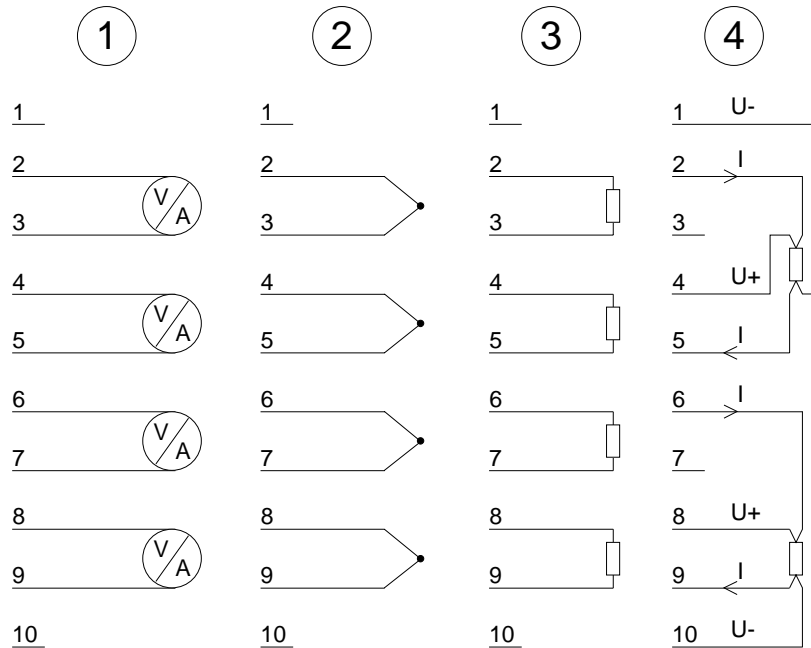 1 2 3 4
1 1 1 1 U-
2 2 2 2 I
V
A
3 3 3 3
4 4 4 4 U+
V
A
5 5 5 5 I
6 6 6 6 I
V
A
7 7 7 7
8 8 8 8 U+
V
A
9 9 9 9 I
10 10 10 10 U-